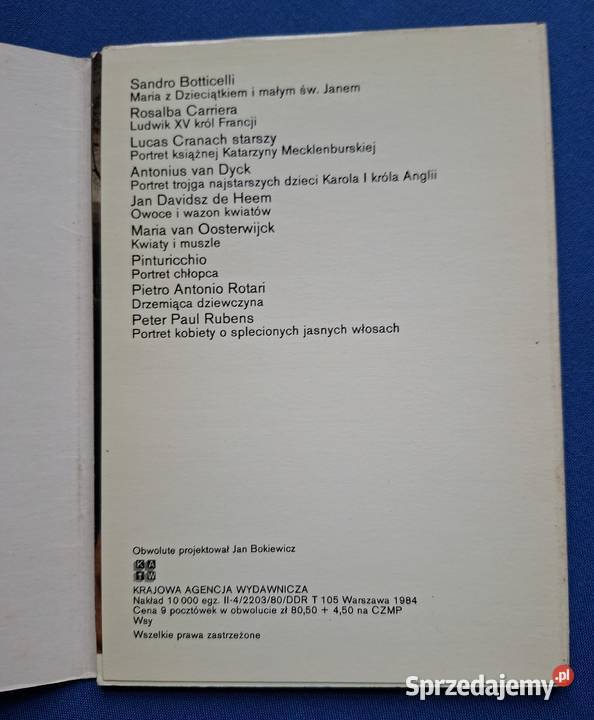 Sandro Botticelli
Maria z Dzieciątkiem i małym św. Janem
Rosalba Carriera
Ludwik XV król Francji
Lucas Cranach starszy
Portret księżnej Katarzyny Mecklenburskiej
Antonius van Dyck
Portret trojga najstarszych dzieci Karola I króla Anglii
Jan Davidsz de Heem
Owoce i wazon kwiatów
Maria van Oosterwijck
Kwiaty i muszle
Pinturicchio
Portret chłopca
Pietro Antonio Rotari
Drzemiąca dziewczyna
Peter Paul Rubens
Portret kobiety o splecionych jasnych włosach
Obwolutę projektował Jan Bokiewicz
KA
TW
KRAJOWA AGENCJA WYDAWNICZA
Nakład 10 000 egz. II-4/2203/80/DDR T 105 Warszawa 1984
Cena 9 pocztówek w obwolucie zł 80,50 + 4,50 na CZMP
Wsy
Wszelkie prawa zastrzeżone
Sprzedajemy.pl